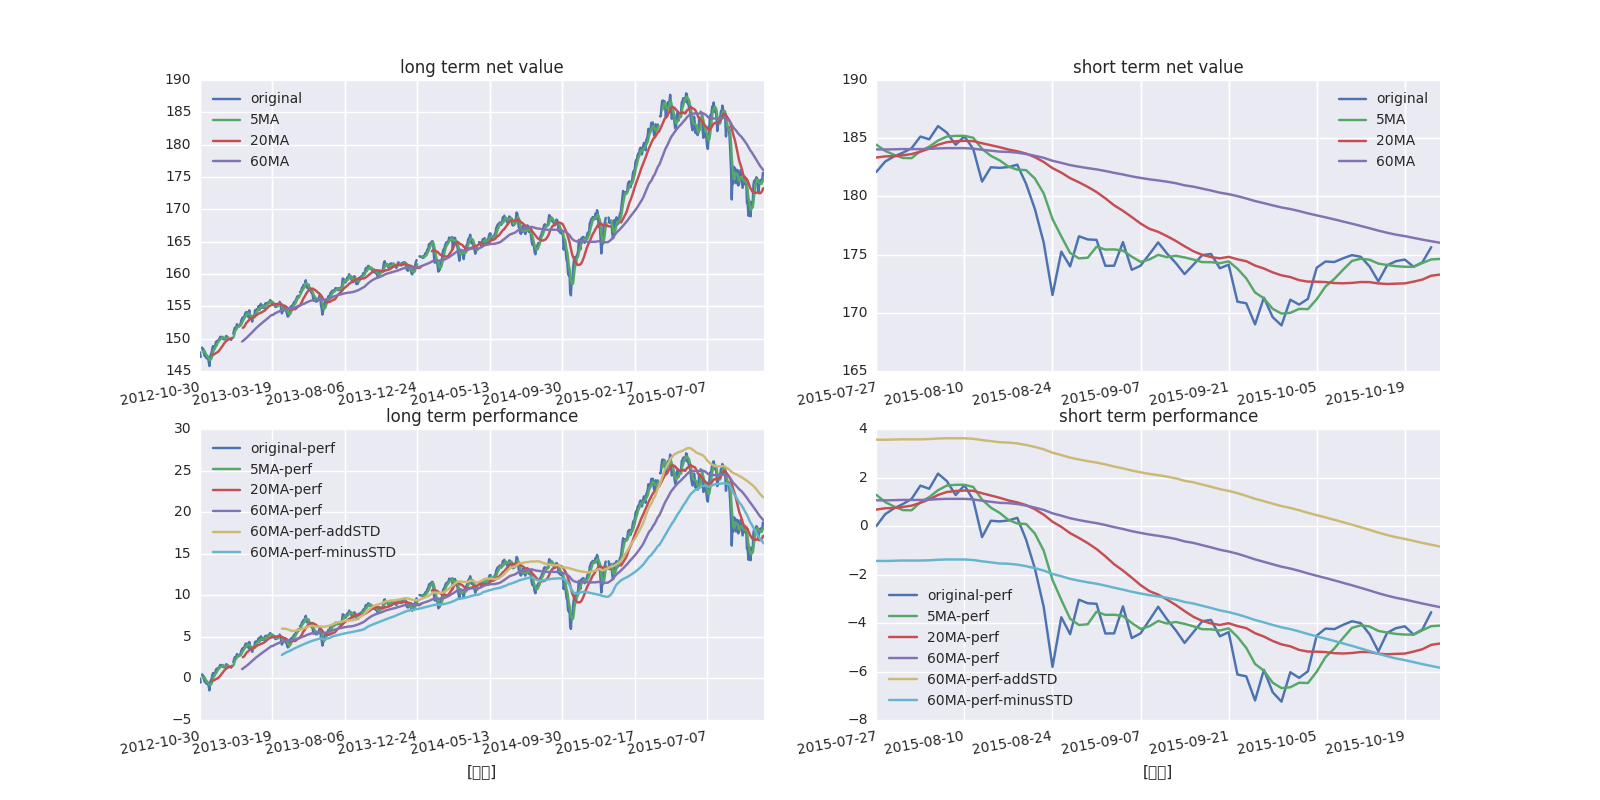 long term net value
190
185
180
175
170
165
160
155
150
145
original
5MA
20MA
60MA
2012-10-30
2013-03-19
2013-08-06
2013-12-24
2014-05-13
2014-09-30
2015-02-17
2015-07-07
short term net value
190
185
180
175
170
165
original
5MA
20MA
60MA
2015-07-27
2015-08-10
2015-08-24
2015-09-07
2015-09-21
2015-10-05
2015-10-19
long term performance
30
25
20
15
10
5
0
−5
original-perf
5MA-perf
20MA-perf
60MA-perf
60MA-perf-addSTD
60MA-perf-minusSTD
2012-10-30
2013-03-19
2013-08-06
2013-12-24
2014-05-13
2014-09-30
2015-02-17
2015-07-07
[▯▯]
short term performance
4
2
0
−2
−4
−6
−8
original-perf
5MA-perf
20MA-perf
60MA-perf
60MA-perf-addSTD
60MA-perf-minusSTD
2015-07-27
2015-08-10
2015-08-24
2015-09-07
2015-09-21
2015-10-05
2015-10-19
[▯▯]